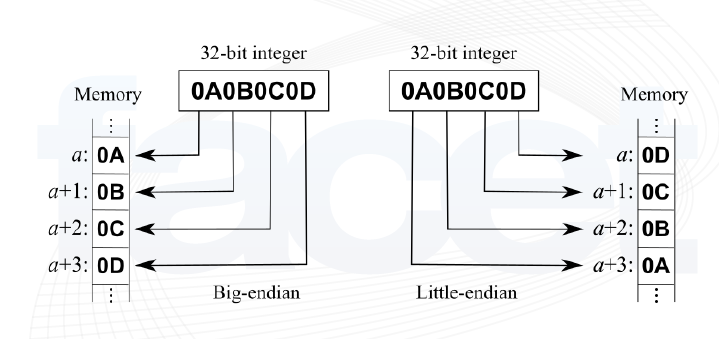 32-bit integer
0A0B0C0D
Memory
⋮
a: 0A
a+1: 0B
a+2: 0C
a+3: 0D
⋮
Big-endian
32-bit integer
0A0B0C0D
Memory
⋮
a: 0D
a+1: 0C
a+2: 0B
a+3: 0A
⋮
Little-endian
facet